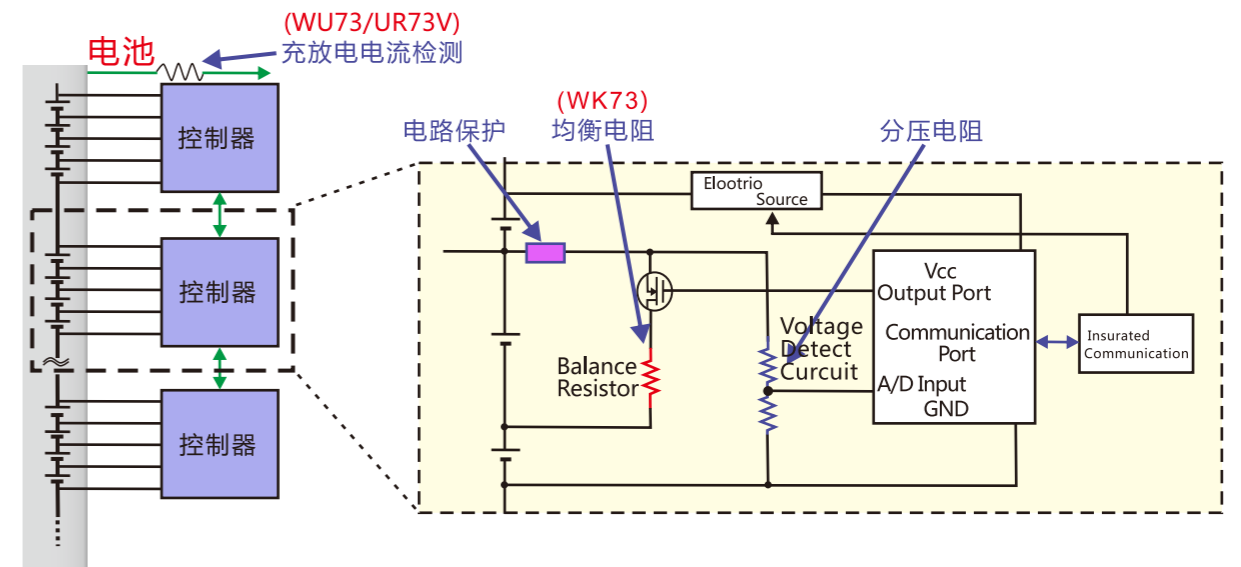 (WU73/UR73V)
电池
充放电电流检测
控制器
控制器
控制器
(WK73)
电路保护
均衡电阻
分压电阻
Elootrio
Source
Vcc
Output Port
Communication
Port
A/D Input
GND
Voltage
Detect
Curcuit
Balance
Resistor
Insurated
Communication